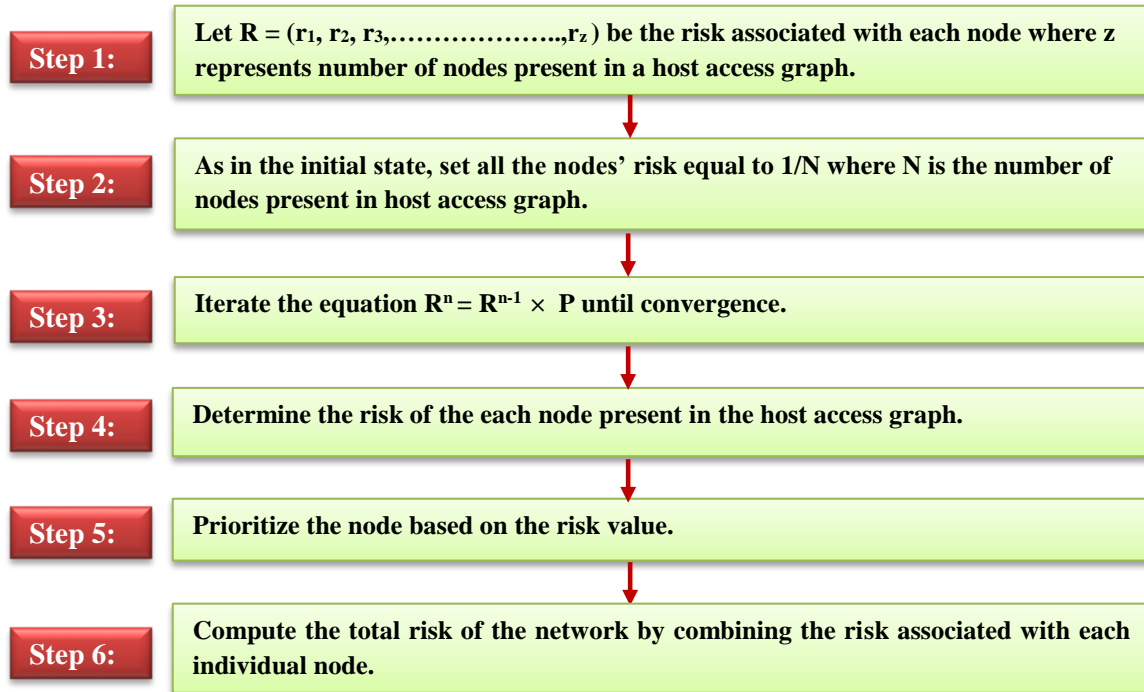 Step 1:
Let R = (r₁, r₂, r₃,………………..,r_z ) be the risk associated with each node where z
represents number of nodes present in a host access graph.
Step 2:
As in the initial state, set all the nodes’ risk equal to 1/N where N is the number of
nodes present in host access graph.
Step 3:
Iterate the equation Rⁿ = Rⁿ⁻¹ × P until convergence.
Step 4:
Determine the risk of the each node present in the host access graph.
Step 5:
Prioritize the node based on the risk value.
Step 6:
Compute the total risk of the network by combining the risk associated with each
individual node.